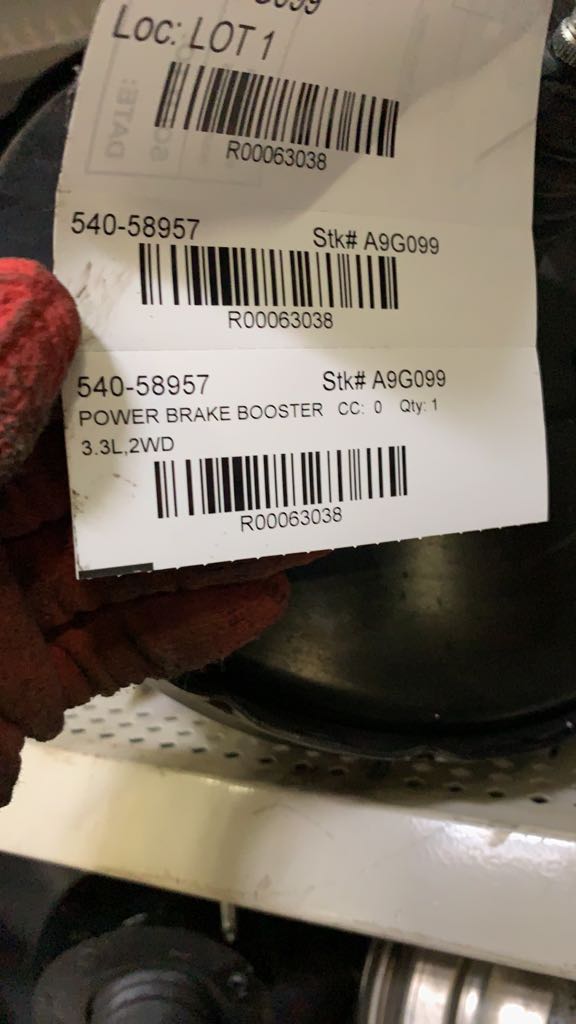 Loc: LOT 1
R00063038
540-58957 Stk# A9G099
R00063038
540-58957 Stk# A9G099
POWER BRAKE BOOSTER CC: 0 Qty: 1
3.3L,2WD
R00063038
DATE: